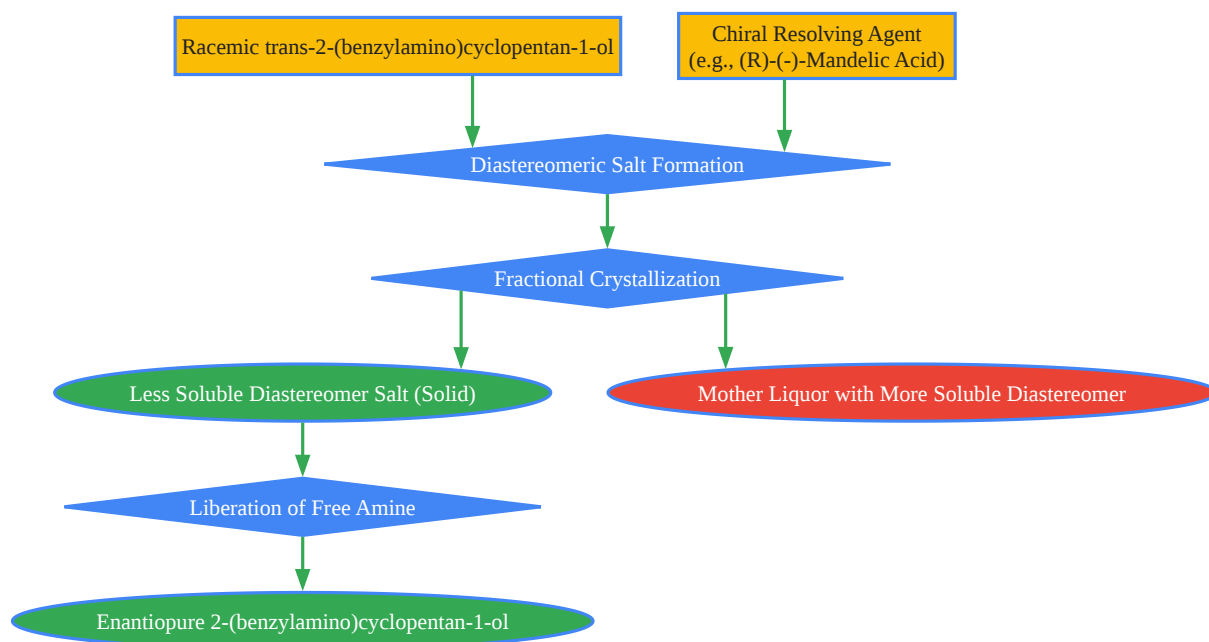 Racemic trans-2-(benzylamino)cyclopentan-1-ol
Chiral Resolving Agent
(e.g., (R)-(-)-Mandelic Acid)
Diastereomeric Salt Formation
Fractional Crystallization
Less Soluble Diastereomer Salt (Solid)
Mother Liquor with More Soluble Diastereomer
Liberation of Free Amine
Enantiopure 2-(benzylamino)cyclopentan-1-ol